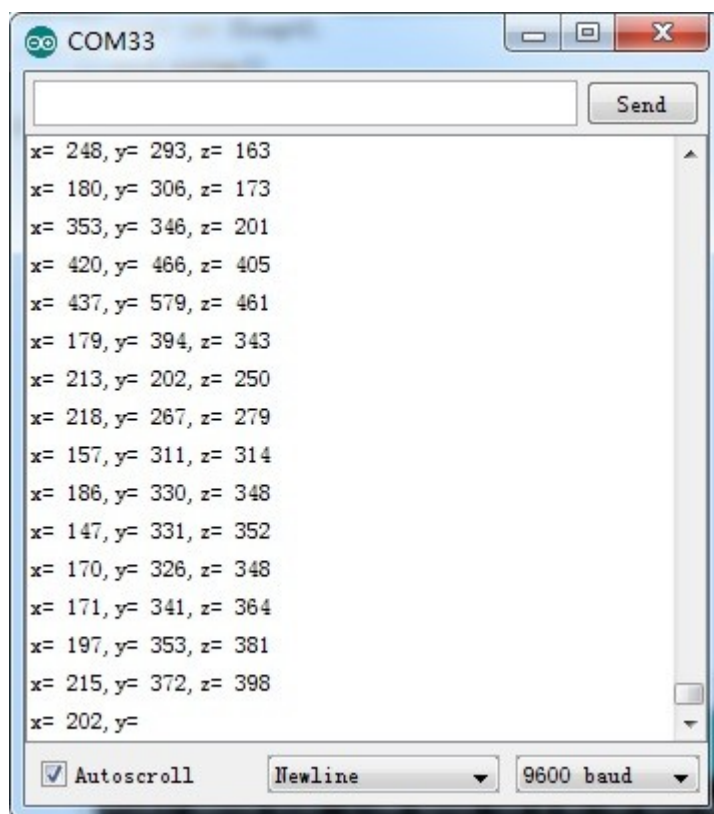 COM33
Send
x= 248, y= 293, z= 163
x= 180, y= 306, z= 173
x= 353, y= 346, z= 201
x= 420, y= 466, z= 405
x= 437, y= 579, z= 461
x= 179, y= 394, z= 343
x= 213, y= 202, z= 250
x= 218, y= 267, z= 279
x= 157, y= 311, z= 314
x= 186, y= 330, z= 348
x= 147, y= 331, z= 352
x= 170, y= 326, z= 348
x= 171, y= 341, z= 364
x= 197, y= 353, z= 381
x= 215, y= 372, z= 398
x= 202, y=
Autoscroll Newline 9600 baud